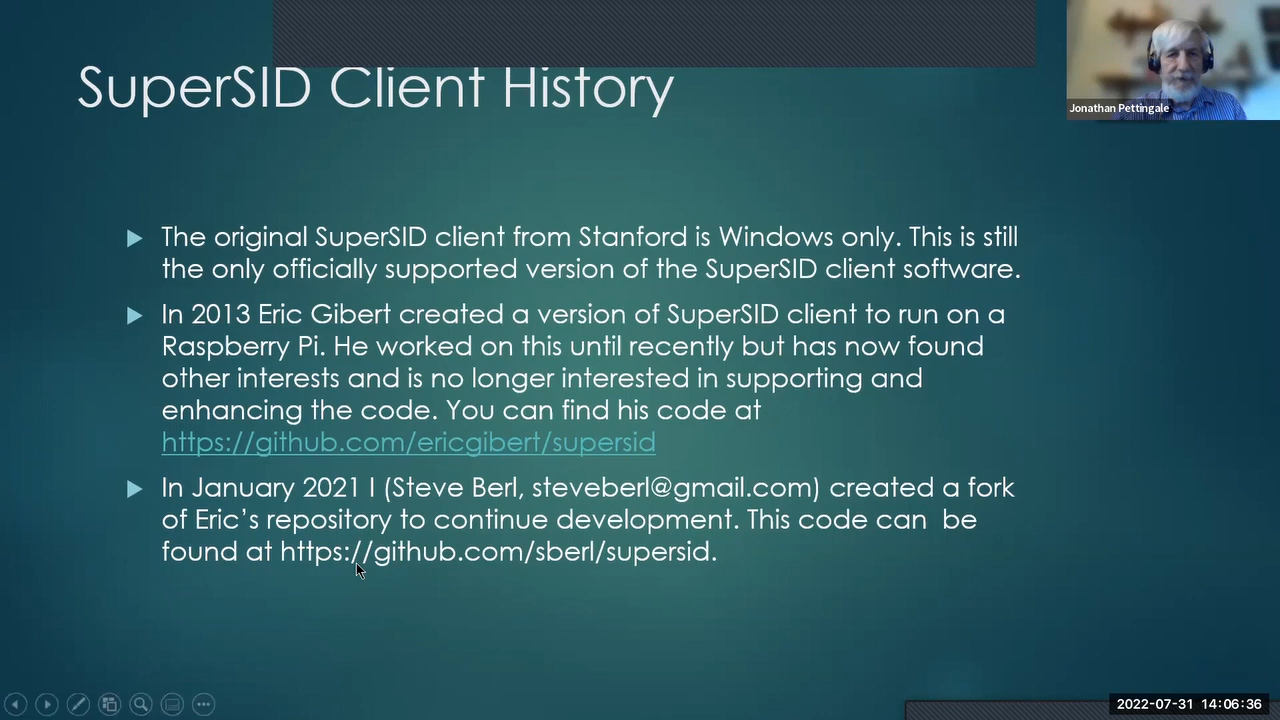 SuperSID Client History
Jonathan Pettingale
The original SuperSID client from Stanford is Windows only. This is still
the only officially supported version of the SuperSID client software.
In 2013 Eric Gibert created a version of SuperSID client to run on a
Raspberry Pi. He worked on this until recently but has now found
other interests and is no longer interested in supporting and
enhancing the code. You can find his code at
https://github.com/ericgibert/supersid
In January 2021 I (Steve Berl, steveberl@gmail.com) created a fork
of Eric’s repository to continue development. This code can  be
found at https://github.com/sberl/supersid.
2022-07-31 14:06:36